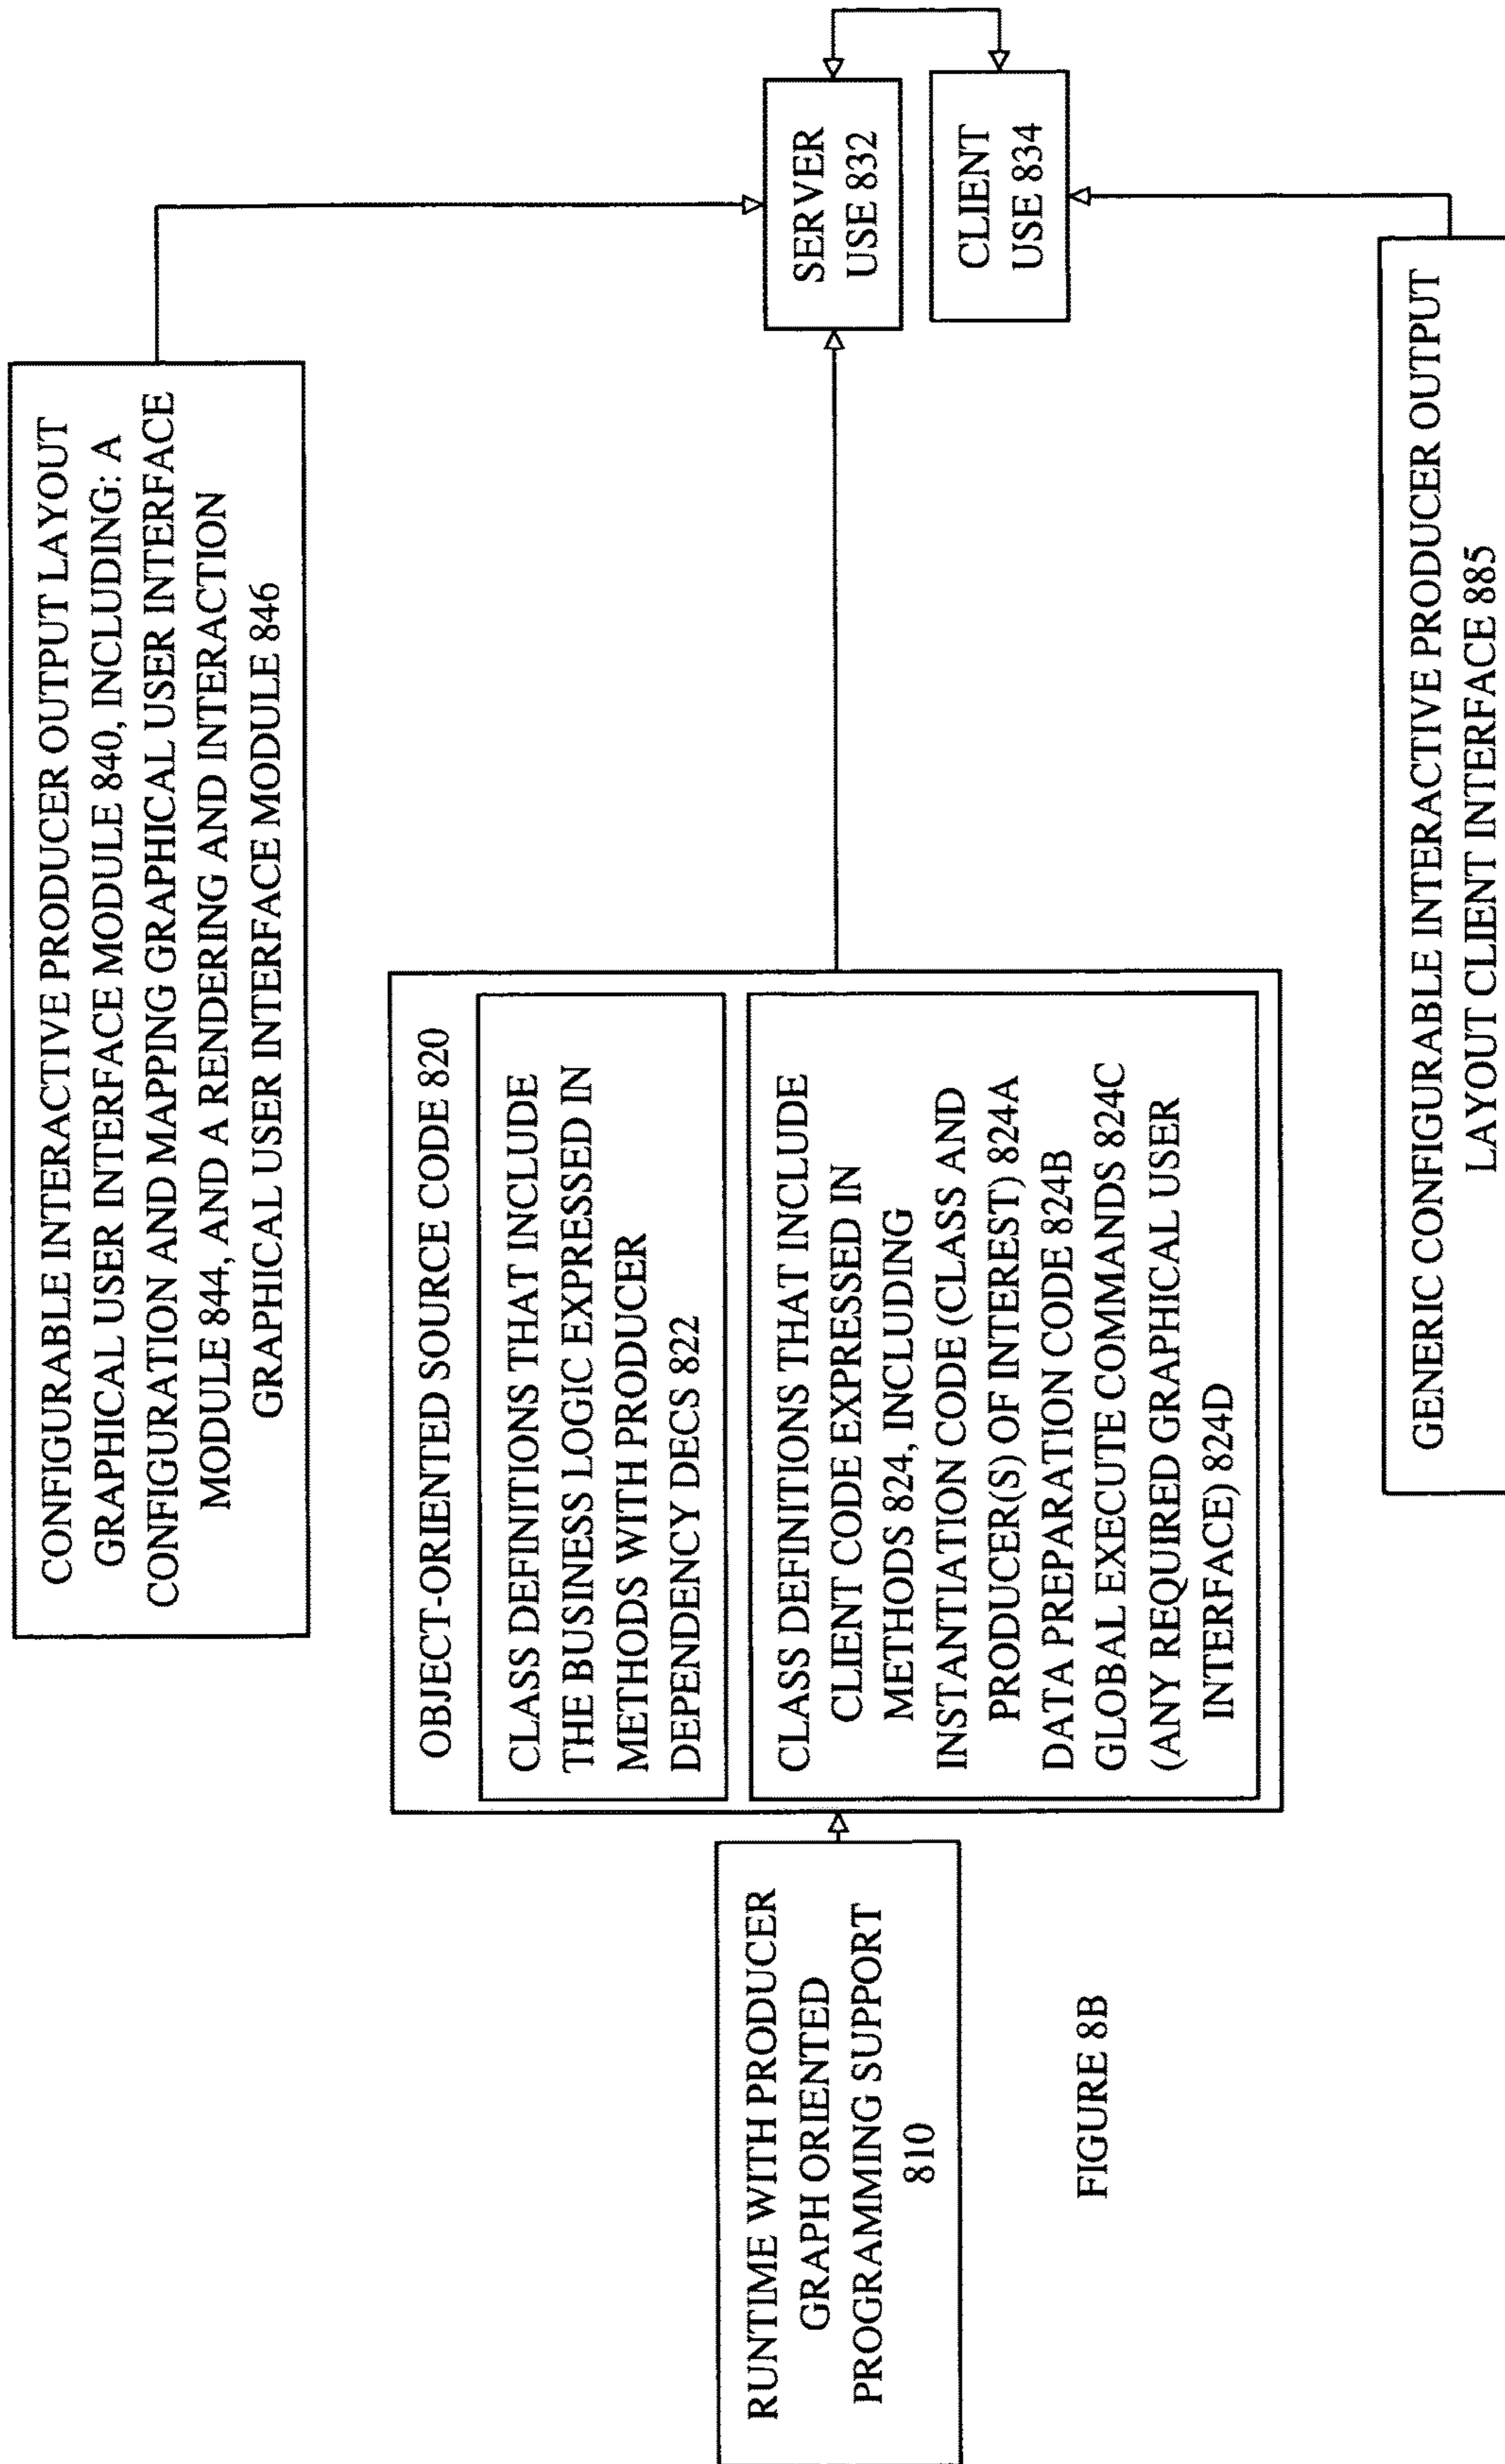 CONFIGURABLE INTERACTIVE PRODUCER OUTPUT LAYOUT
GRAPHICAL USER INTERFACE MODULE 840, INCLUDING: A
CONFIGURATION AND MAPPING GRAPHICAL USER INTERFACE
MODULE 844, AND A RENDERING AND INTERACTION
GRAPHICAL USER INTERFACE MODULE 846
RUNTIME WITH PRODUCER
GRAPH ORIENTED
PROGRAMMING SUPPORT
810
OBJECT-ORIENTED SOURCE CODE 820
CLASS DEFINITIONS THAT INCLUDE
THE BUSINESS LOGIC EXPRESSED IN
METHODS WITH PRODUCER
DEPENDENCY DECS 822
CLASS DEFINITIONS THAT INCLUDE
CLIENT CODE EXPRESSED IN
METHODS 824, INCLUDING
INSTANTIATION CODE (CLASS AND
PRODUCER(S) OF INTEREST) 824A
DATA PREPARATION CODE 824B
GLOBAL EXECUTE COMMANDS 824C
(ANY REQUIRED GRAPHICAL USER
INTERFACE) 824D
SERVER
USE 832
CLIENT
USE 834
GENERIC CONFIGURABLE INTERACTIVE PRODUCER OUTPUT
LAYOUT CLIENT INTERFACE 885
FIGURE 8B